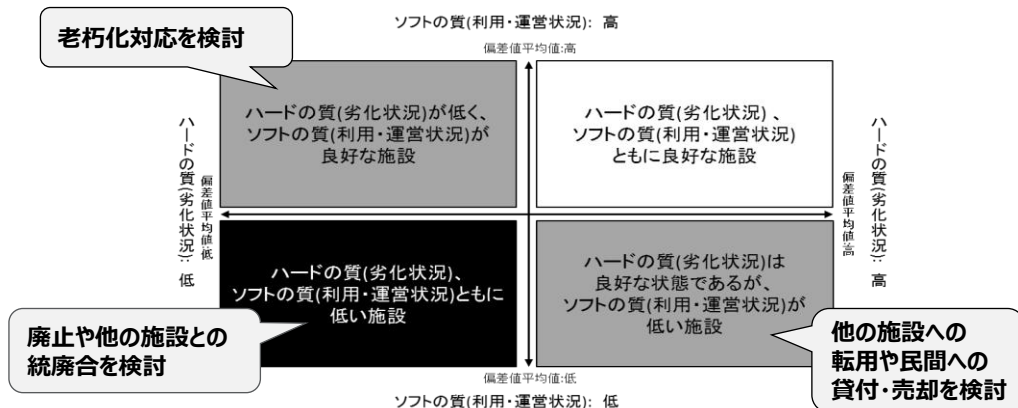 ソフトの質(利用・運営状況): 高
偏差値平均値:高
老朽化対応を検討
ハードの質(劣化状況)が低く、
ソフトの質(利用・運営状況)が
良好な施設
ハードの質(劣化状況) 、
ソフトの質(利用・運営状況)
ともに良好な施設
ハードの質(劣化状況): 低
偏差値平均値:低
偏差値平均値:高
ハードの質(劣化状況): 高
ハードの質(劣化状況)、
ソフトの質(利用・運営状況)ともに
低い施設
ハードの質(劣化状況)は
良好な状態であるが、
ソフトの質(利用・運営状況)が
低い施設
廃止や他の施設との
統廃合を検討
他の施設への
転用や民間への
貸付・売却を検討
偏差値平均値:低
ソフトの質(利用・運営状況): 低